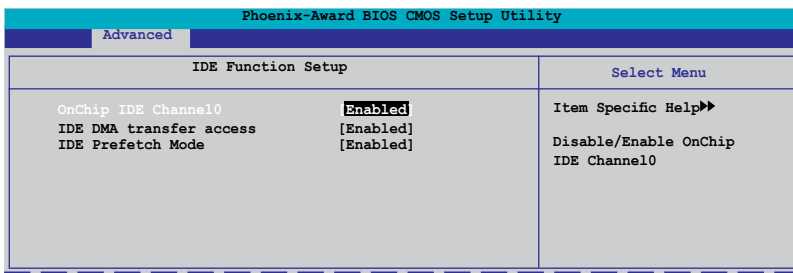 Phoenix-Award BIOS CMOS Setup Utility
Advanced
IDE Function Setup
Select Menu
OnChip IDE Channel0 [Enabled]
IDE DMA transfer access [Enabled]
IDE Prefetch Mode [Enabled]
Item Specific Help
Disable/Enable OnChip
IDE Channel0